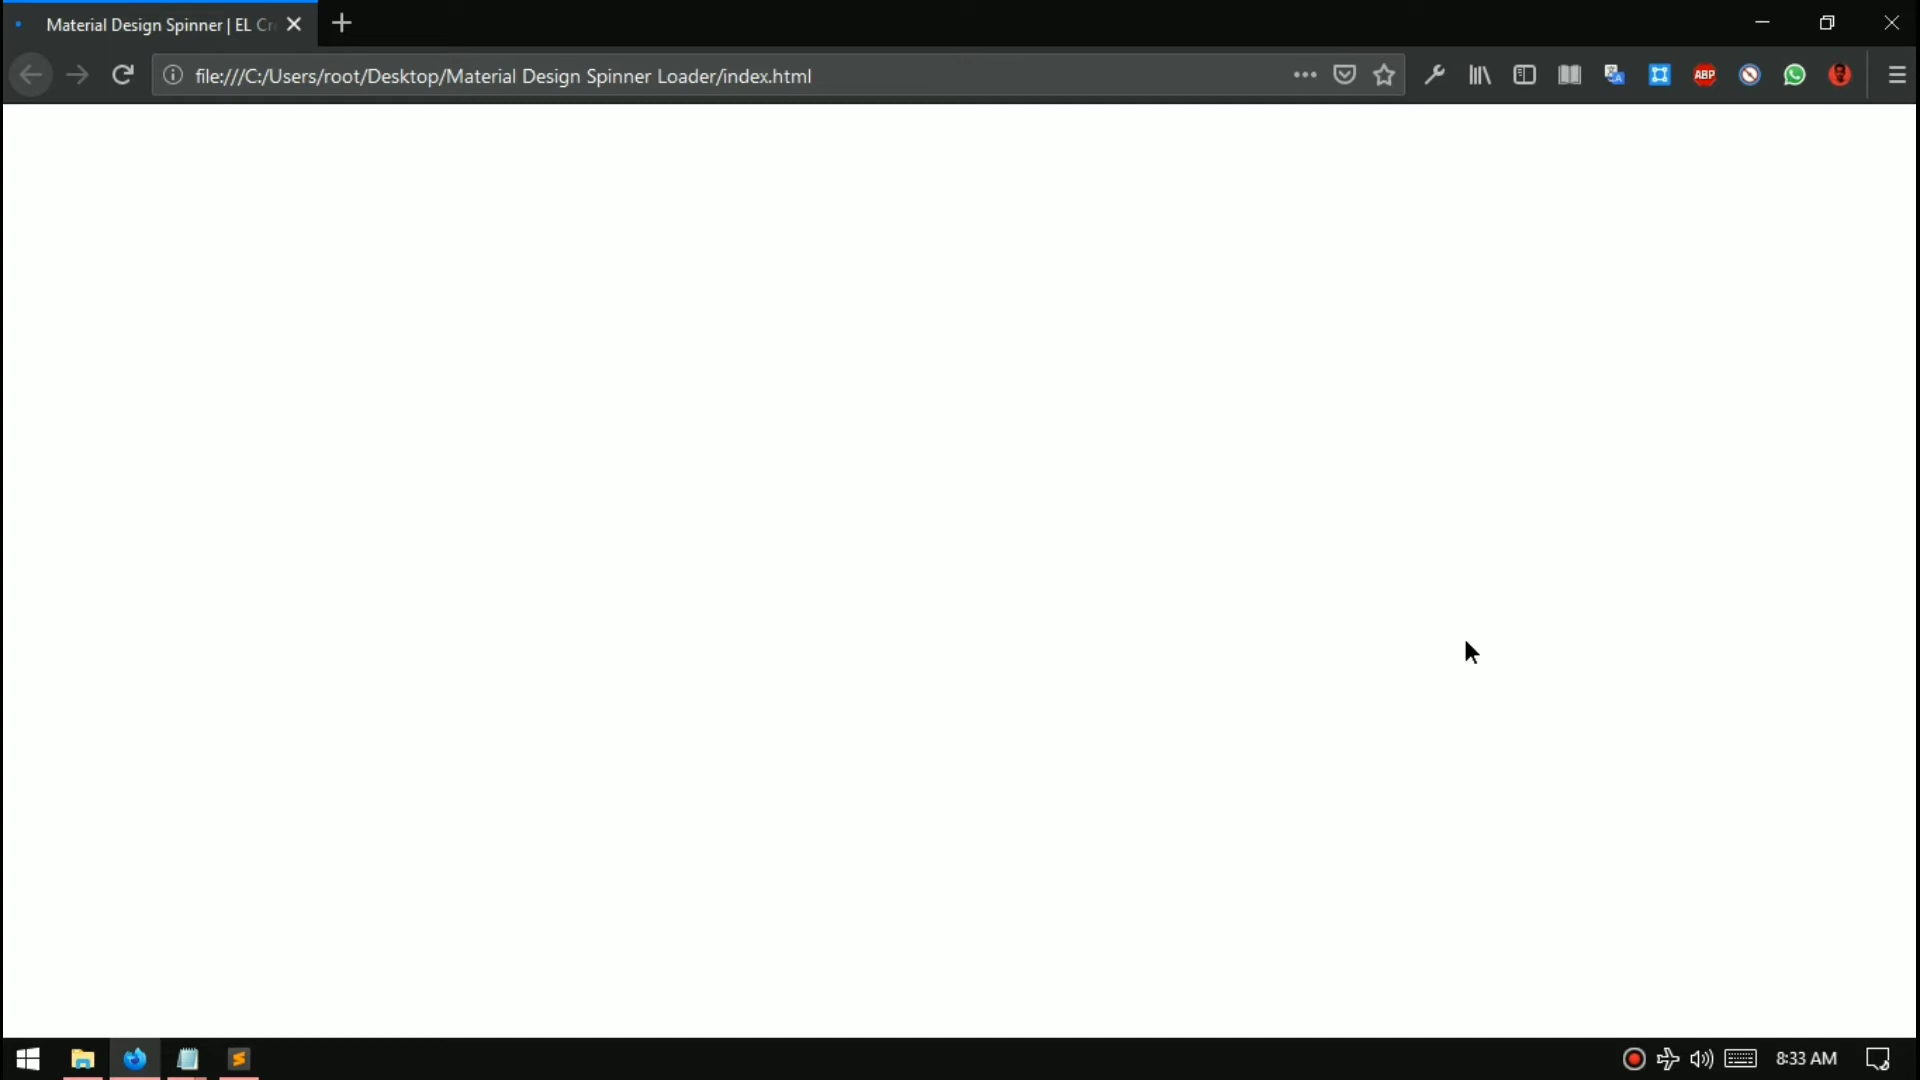 Material Design Spinner | EL Cr
file:///C:/Users/root/Desktop/Material Design Spinner Loader/index.html
ABP
8:33 AM